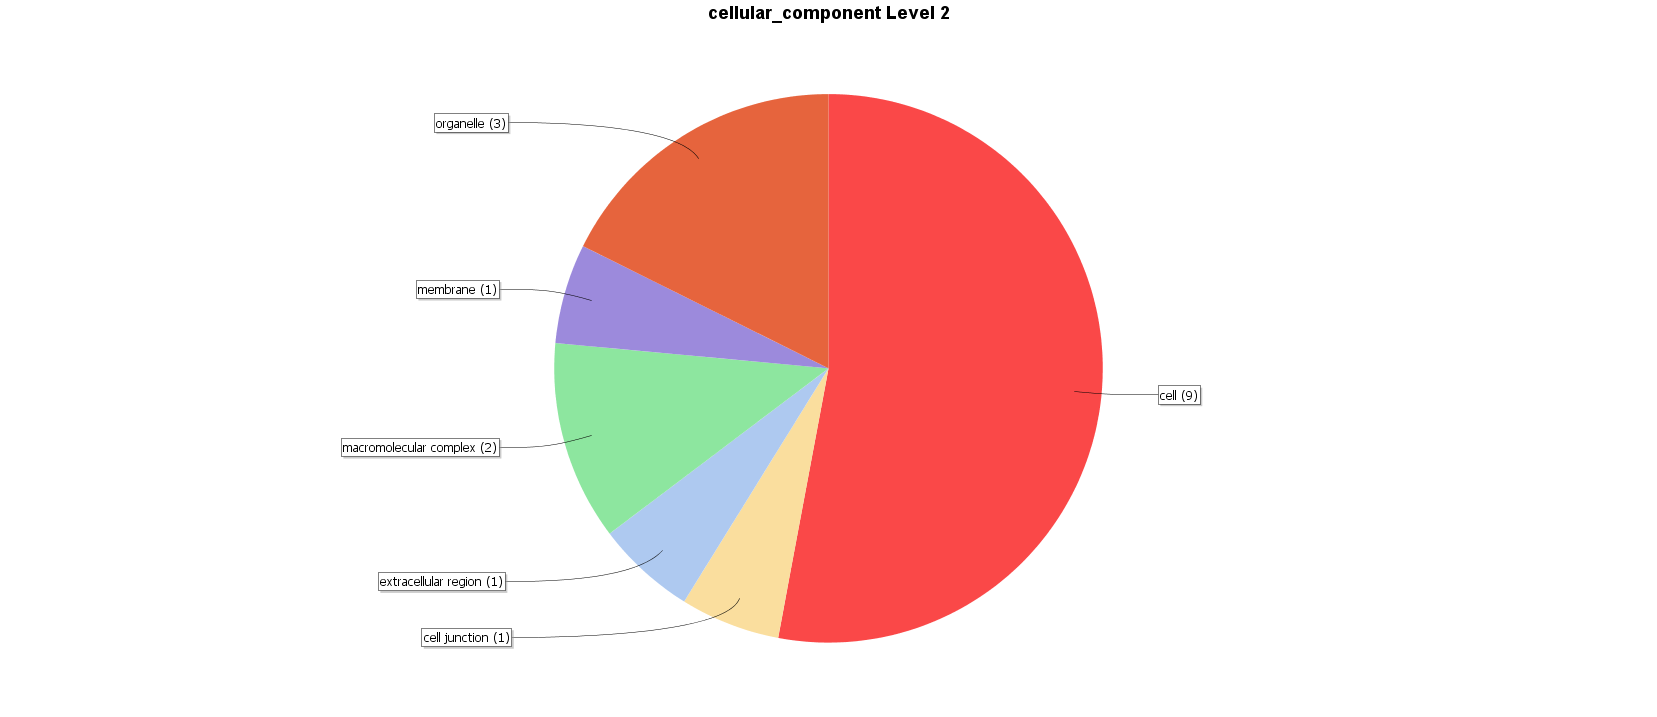 cellular_component Level 2
organelle (3)
membrane (1)
cell (9)
macromolecular complex (2)
extracellular region (1)
cell junction (1)